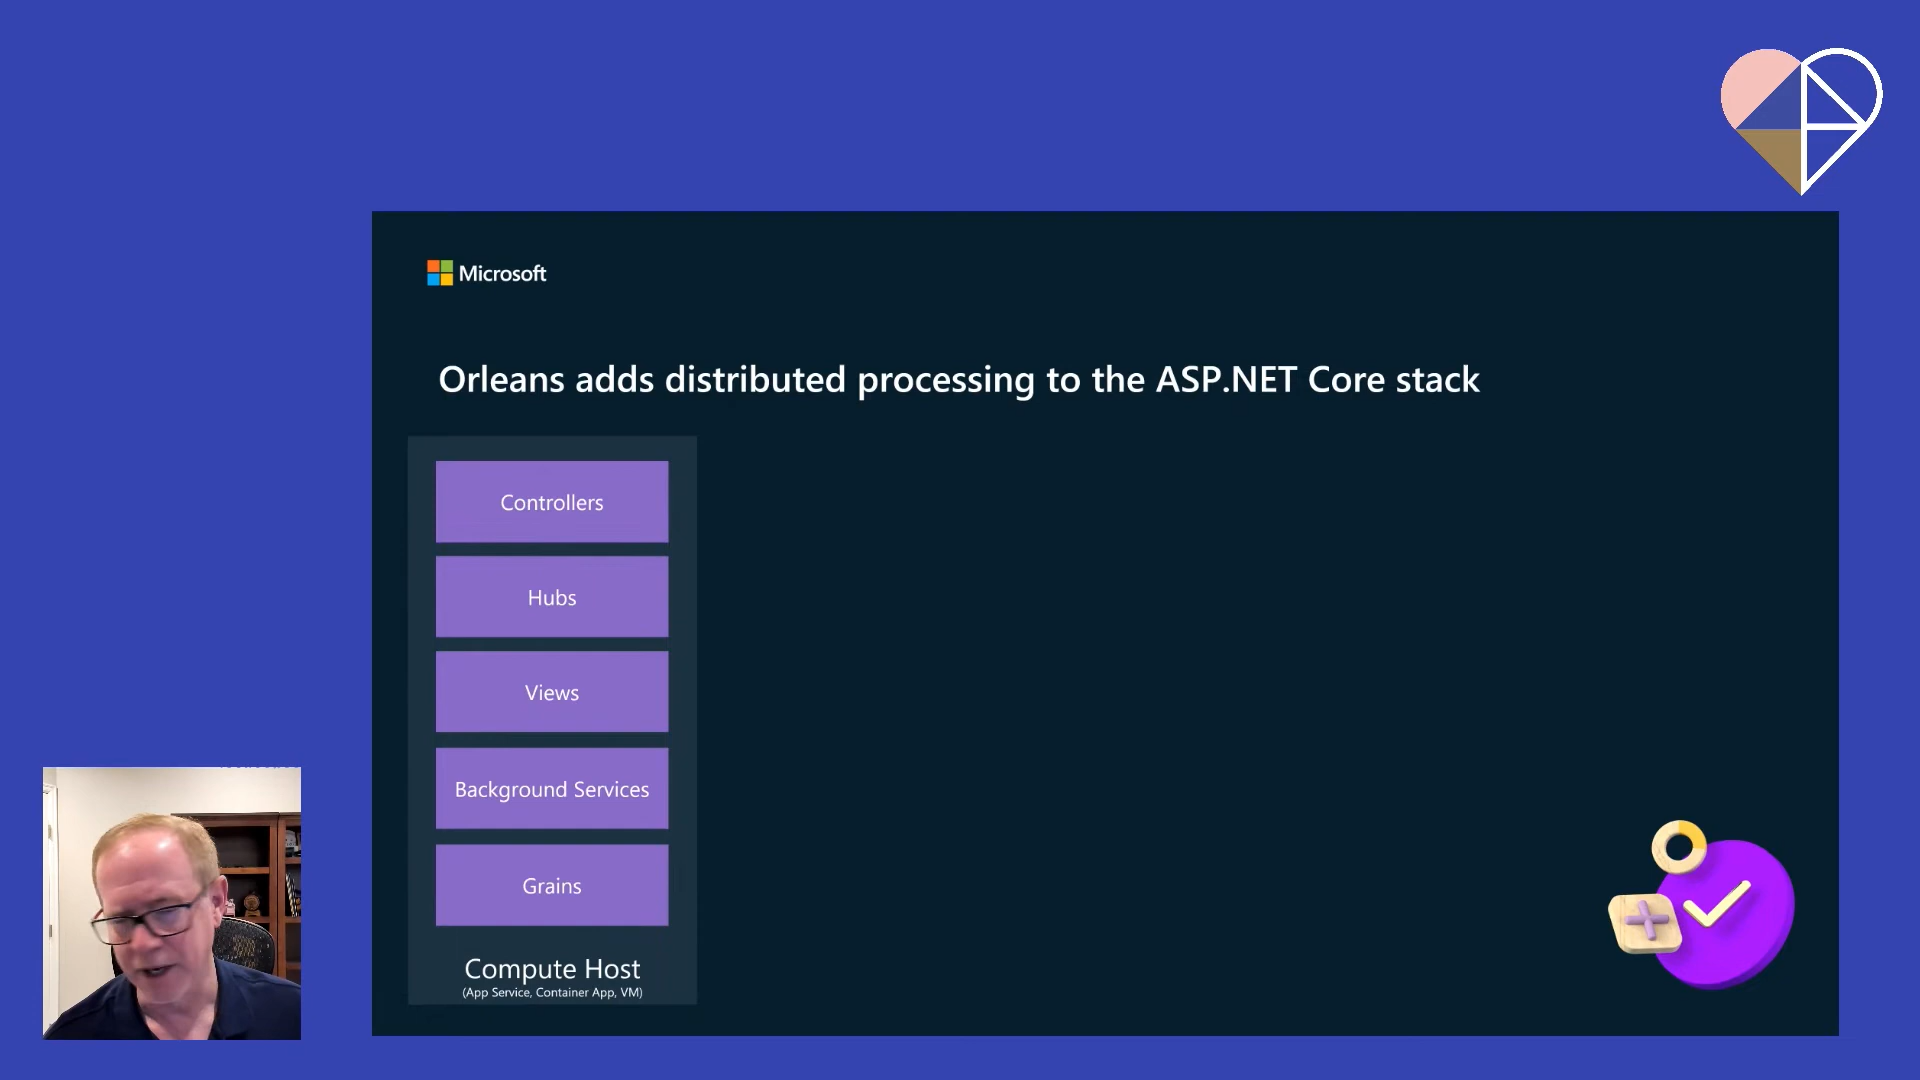 Microsoft
Orleans adds distributed processing to the ASP.NET Core stack
Controllers
Hubs
Views
Background Services
Grains
Compute Host
(App Service, Container App, VM)